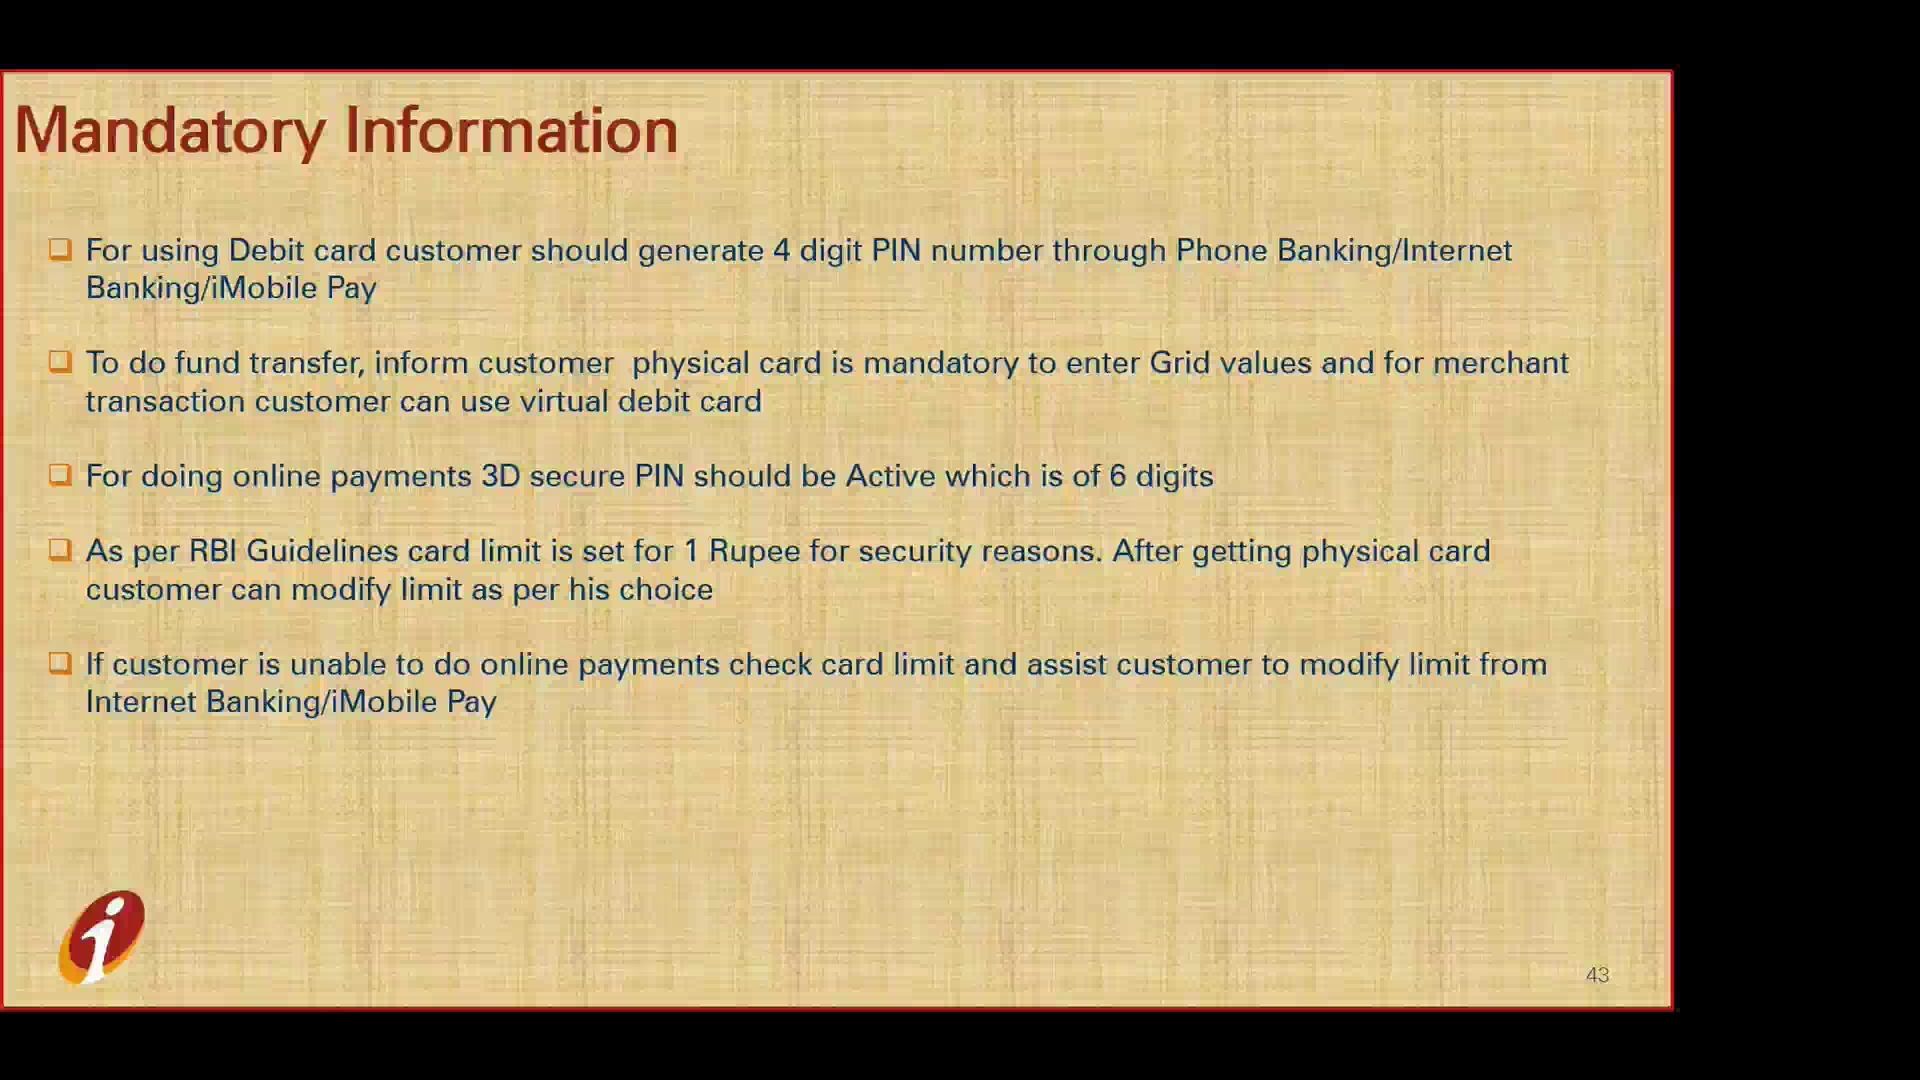 Mandatory Information
❑ For using Debit card customer should generate 4 digit PIN number through Phone Banking/Internet
Banking/iMobile Pay
❑ To do fund transfer, inform customer  physical card is mandatory to enter Grid values and for merchant
transaction customer can use virtual debit card
❑ For doing online payments 3D secure PIN should be Active which is of 6 digits
❑ As per RBI Guidelines card limit is set for 1 Rupee for security reasons. After getting physical card
customer can modify limit as per his choice
❑ If customer is unable to do online payments check card limit and assist customer to modify limit from
Internet Banking/iMobile Pay
i
43